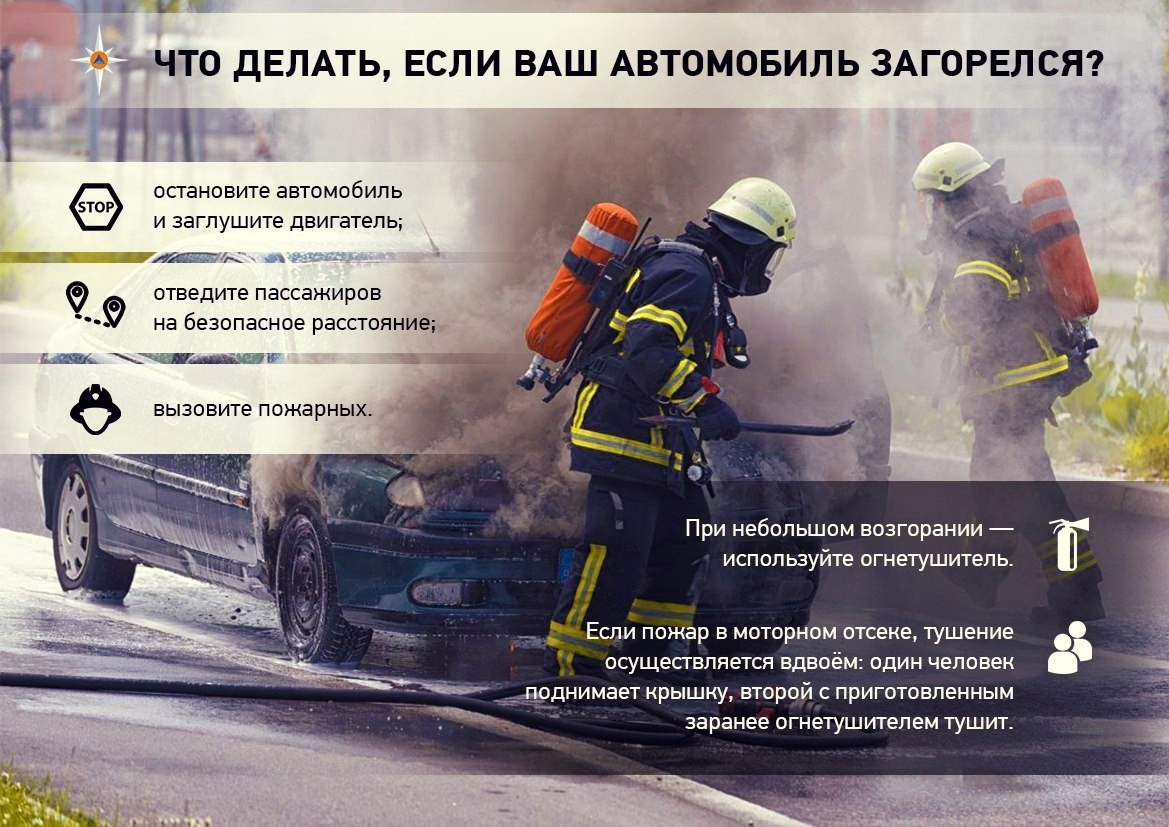 ЧТО ДЕЛАТЬ, ЕСЛИ ВАШ АВТОМОБИЛЬ ЗАГОРЕЛСЯ?
STOP
остановите автомобиль
и заглушите двигатель;
отведите пассажиров
на безопасное расстояние;
вызовите пожарных.
При небольшом возгорании —
используйте огнетушитель.
Если пожар в моторном отсеке, тушение
осуществляется вдвоём: один человек
поднимает крышку, второй с приготовленным
заранее огнетушителем тушит.